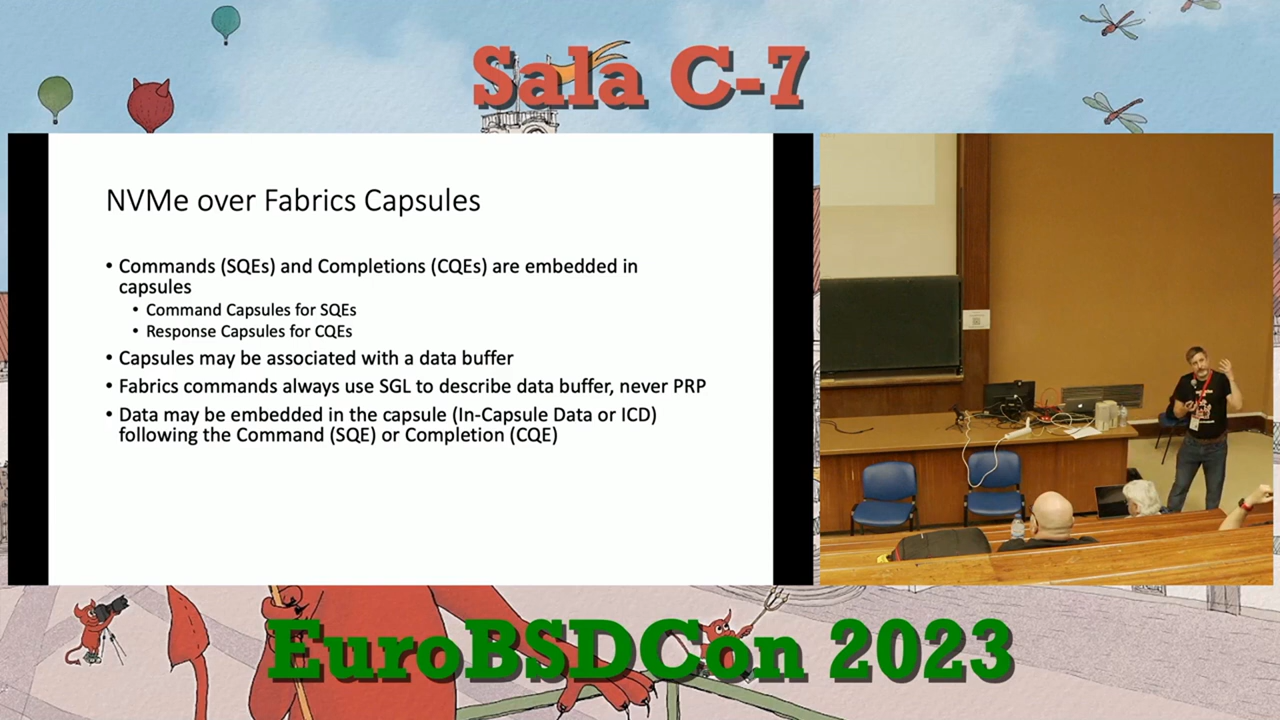 Sala C-7
NVMe over Fabrics Capsules
• Commands (SQEs) and Completions (CQEs) are embedded in
capsules
• Command Capsules for SQEs
• Response Capsules for CQEs
• Capsules may be associated with a data buffer
• Fabrics commands always use SGL to describe data buffer, never PRP
• Data may be embedded in the capsule (In-Capsule Data or ICD)
following the Command (SQE) or Completion (CQE)
EuroBSDCon 2023